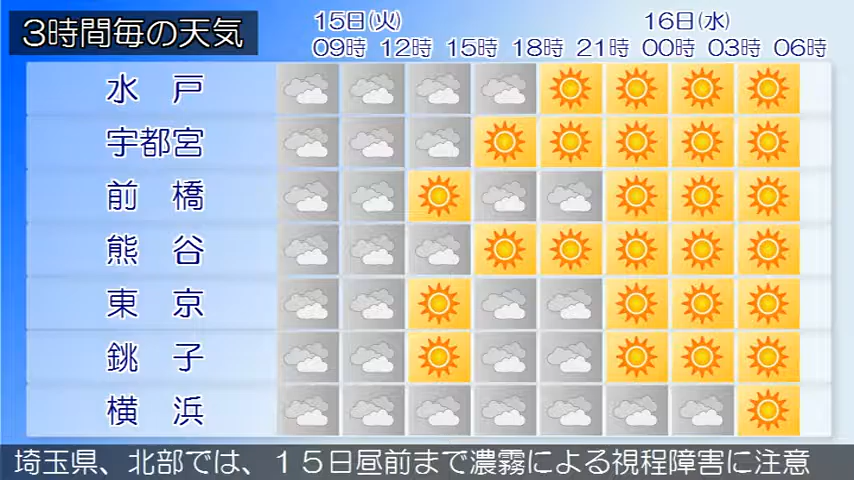 3時間毎の天気
15日(火) 16日(水)
09時 12時 15時 18時 21時 00時 03時 06時
水戸
宇都宮
前橋
熊谷
東京
銚子
横浜
埼玉県、北部では、15日昼前まで濃霧による視程障害に注意